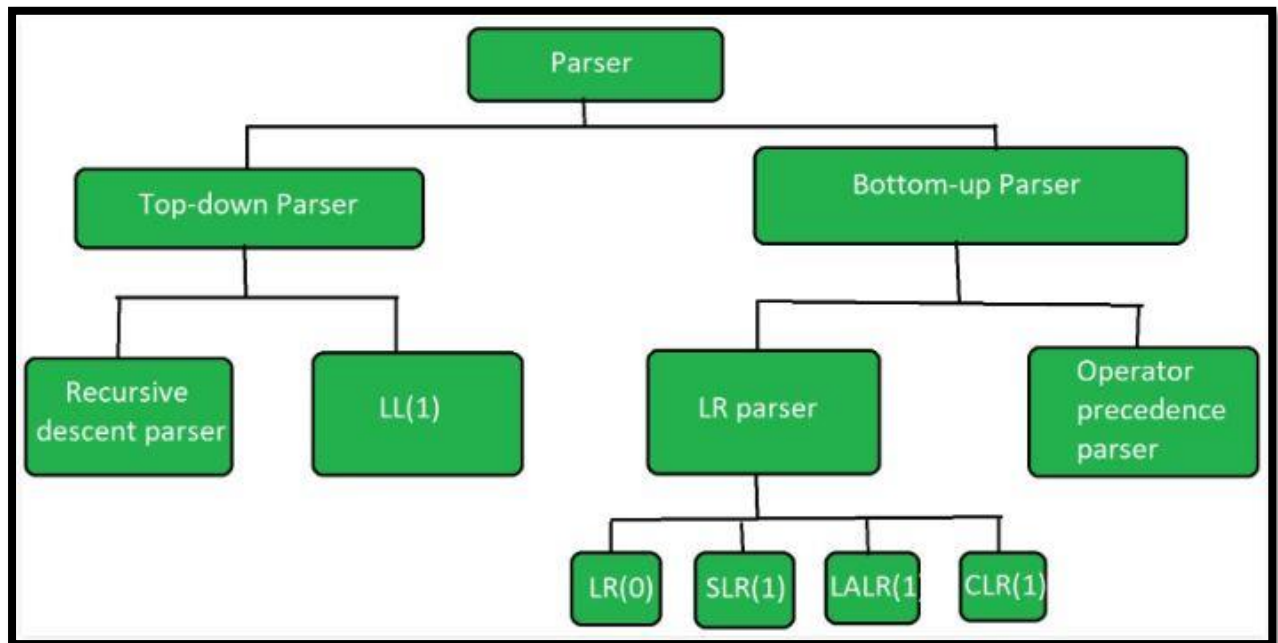 Parser
Top-down Parser
Bottom-up Parser
Recursive
descent parser
LL(1)
LR parser
Operator
precedence
parser
LR(0)
SLR(1)
LALR(1)
CLR(1)